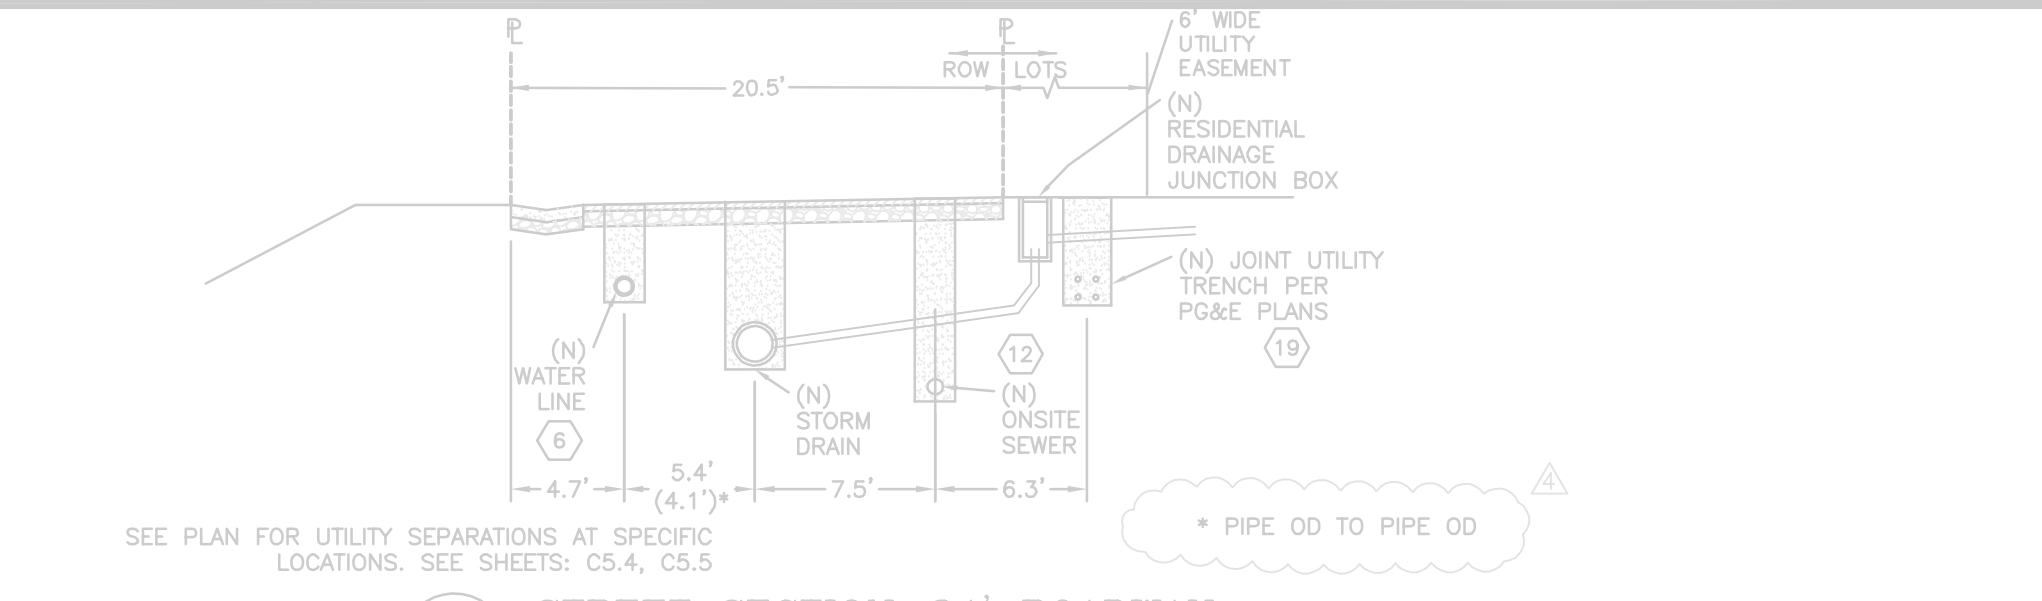 PL
PL
6' WIDE
UTILITY
EASEMENT
ROW LOTS
20.5'
(N)
RESIDENTIAL
DRAINAGE
JUNCTION BOX
(N) JOINT UTILITY
TRENCH PER
PG&E PLANS
19
(N)
WATER
LINE
6
(N)
STORM
DRAIN
12
(N)
ONSITE
SEWER
4.7'
5.4'
(4.1')*
7.5'
6.3'
4
* PIPE OD TO PIPE OD
SEE PLAN FOR UTILITY SEPARATIONS AT SPECIFIC
LOCATIONS. SEE SHEETS: C5.4, C5.5